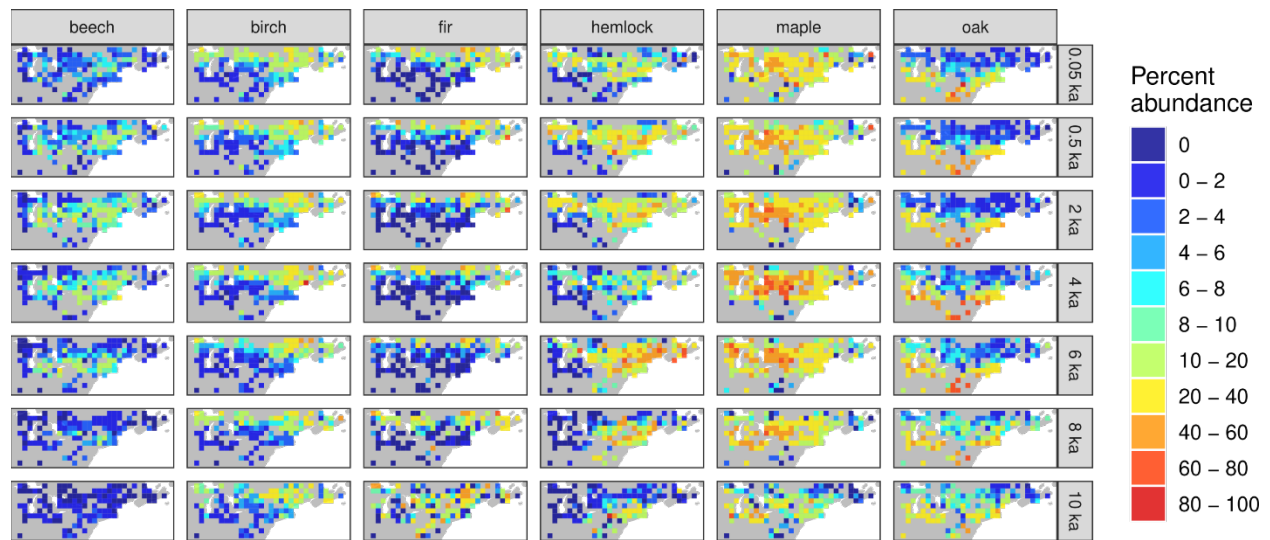 beech birch fir hemlock maple oak
0.05 ka
0.5 ka
2 ka
4 ka
6 ka
8 ka
10 ka
Percent
abundance
0
0 – 2
2 – 4
4 – 6
6 – 8
8 – 10
10 – 20
20 – 40
40 – 60
60 – 80
80 – 100